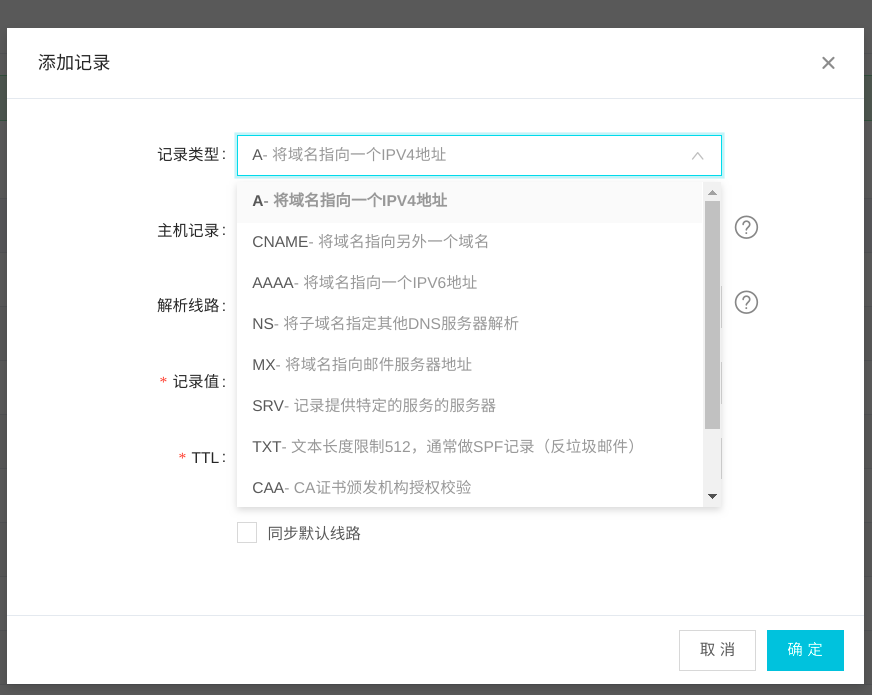 添加记录
记录类型： A- 将域名指向一个IPV4地址
A- 将域名指向一个IPV4地址
主机记录：
CNAME- 将域名指向另外一个域名
AAAA- 将域名指向一个IPV6地址
解析线路：
NS- 将子域名指定其他DNS服务器解析
MX- 将域名指向邮件服务器地址
* 记录值：
SRV- 记录提供特定的服务的服务器
TXT- 文本长度限制512，通常做SPF记录（反垃圾邮件）
* TTL：
CAA- CA证书颁发机构授权校验
同步默认线路
取 消 确 定